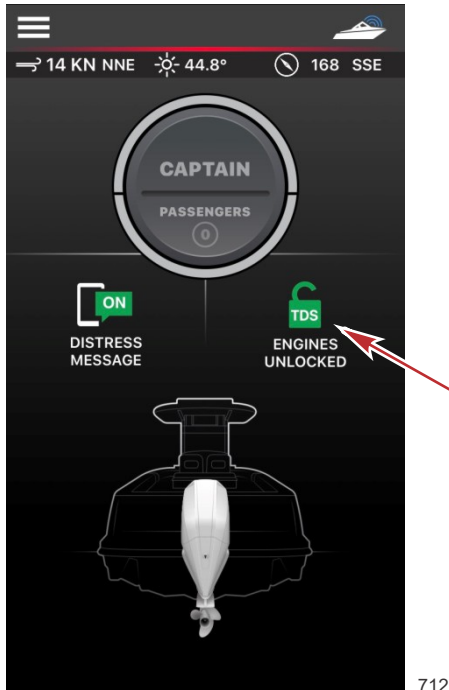 14 KN NNE 44.8° 168 SSE
CAPTAIN
PASSENGERS
0
ON
DISTRESS
MESSAGE
TDS
ENGINES
UNLOCKED
712